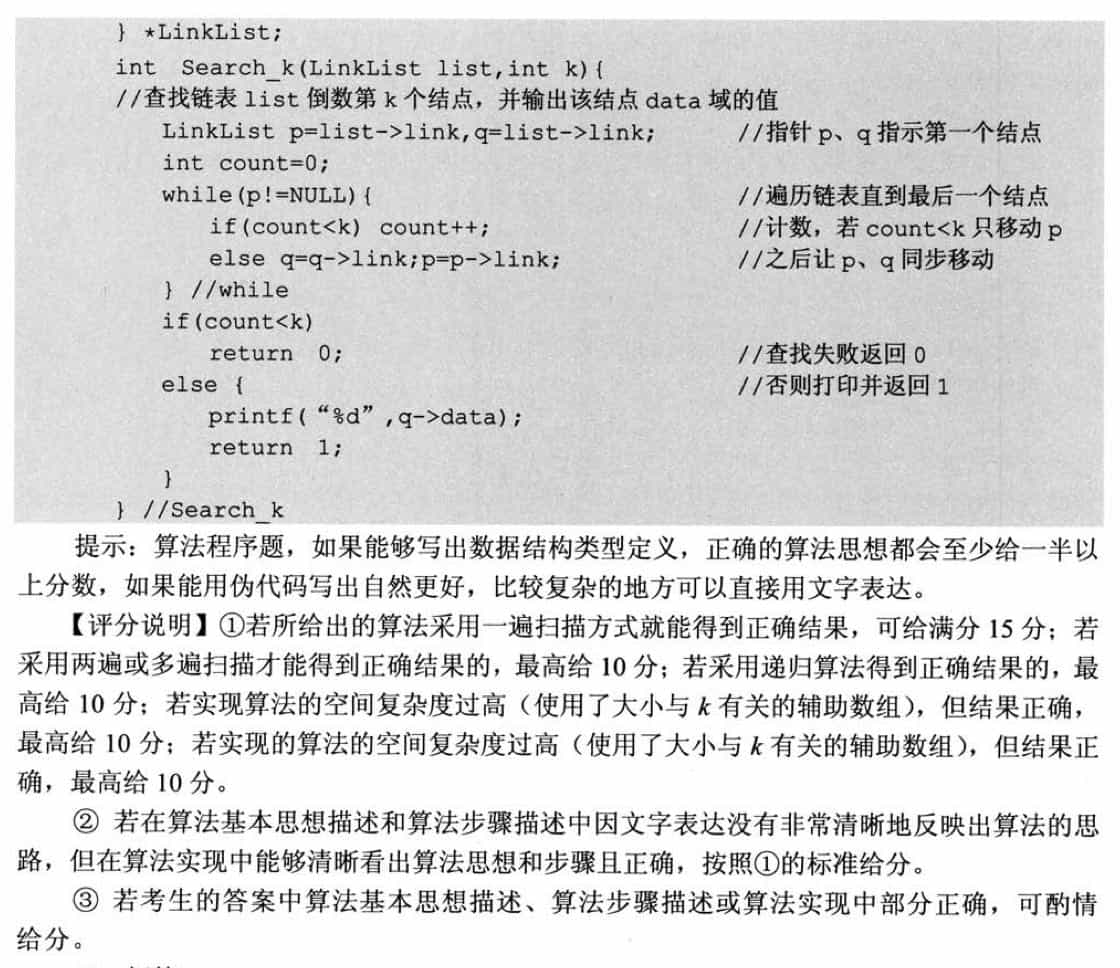 } *LinkList;
int Search_k(LinkList list,int k){
//查找链表 list 倒数第 k 个结点，并输出该结点 data 域的值
LinkList p=list->link,q=list->link; //指针 p、q 指示第一个结点
int count=0;
while(p!=NULL){ //遍历链表直到最后一个结点
if(count<k) count++; //计数，若 count<k 只移动 p
else q=q->link;p=p->link; //之后让 p、q 同步移动
} //while
if(count<k)
return 0; //查找失败返回 0
else { //否则打印并返回 1
printf(“%d”,q->data);
return 1;
}
} //Search_k
提示：算法程序题，如果能够写出数据结构类型定义，正确的算法思想都会至少给一半以
上分数，如果能用伪代码写出自然更好，比较复杂的地方可以直接用文字表达。
【评分说明】①若所给出的算法采用一遍扫描方式就能得到正确结果，可给满分 15 分；若
采用两遍或多遍扫描才能得到正确结果的，最高给 10 分；若采用递归算法得到正确结果的，最
高给 10 分；若实现算法的空间复杂度过高（使用了大小与 k 有关的辅助数组），但结果正确，
最高给 10 分；若实现的算法的空间复杂度过高（使用了大小与 k 有关的辅助数组），但结果正
确，最高给 10 分。
② 若在算法基本思想描述和算法步骤描述中因文字表达没有非常清晰地反映出算法的思
路，但在算法实现中能够清晰看出算法思想和步骤且正确，按照①的标准给分。
③ 若考生的答案中算法基本思想描述、算法步骤描述或算法实现中部分正确，可酌情
给分。